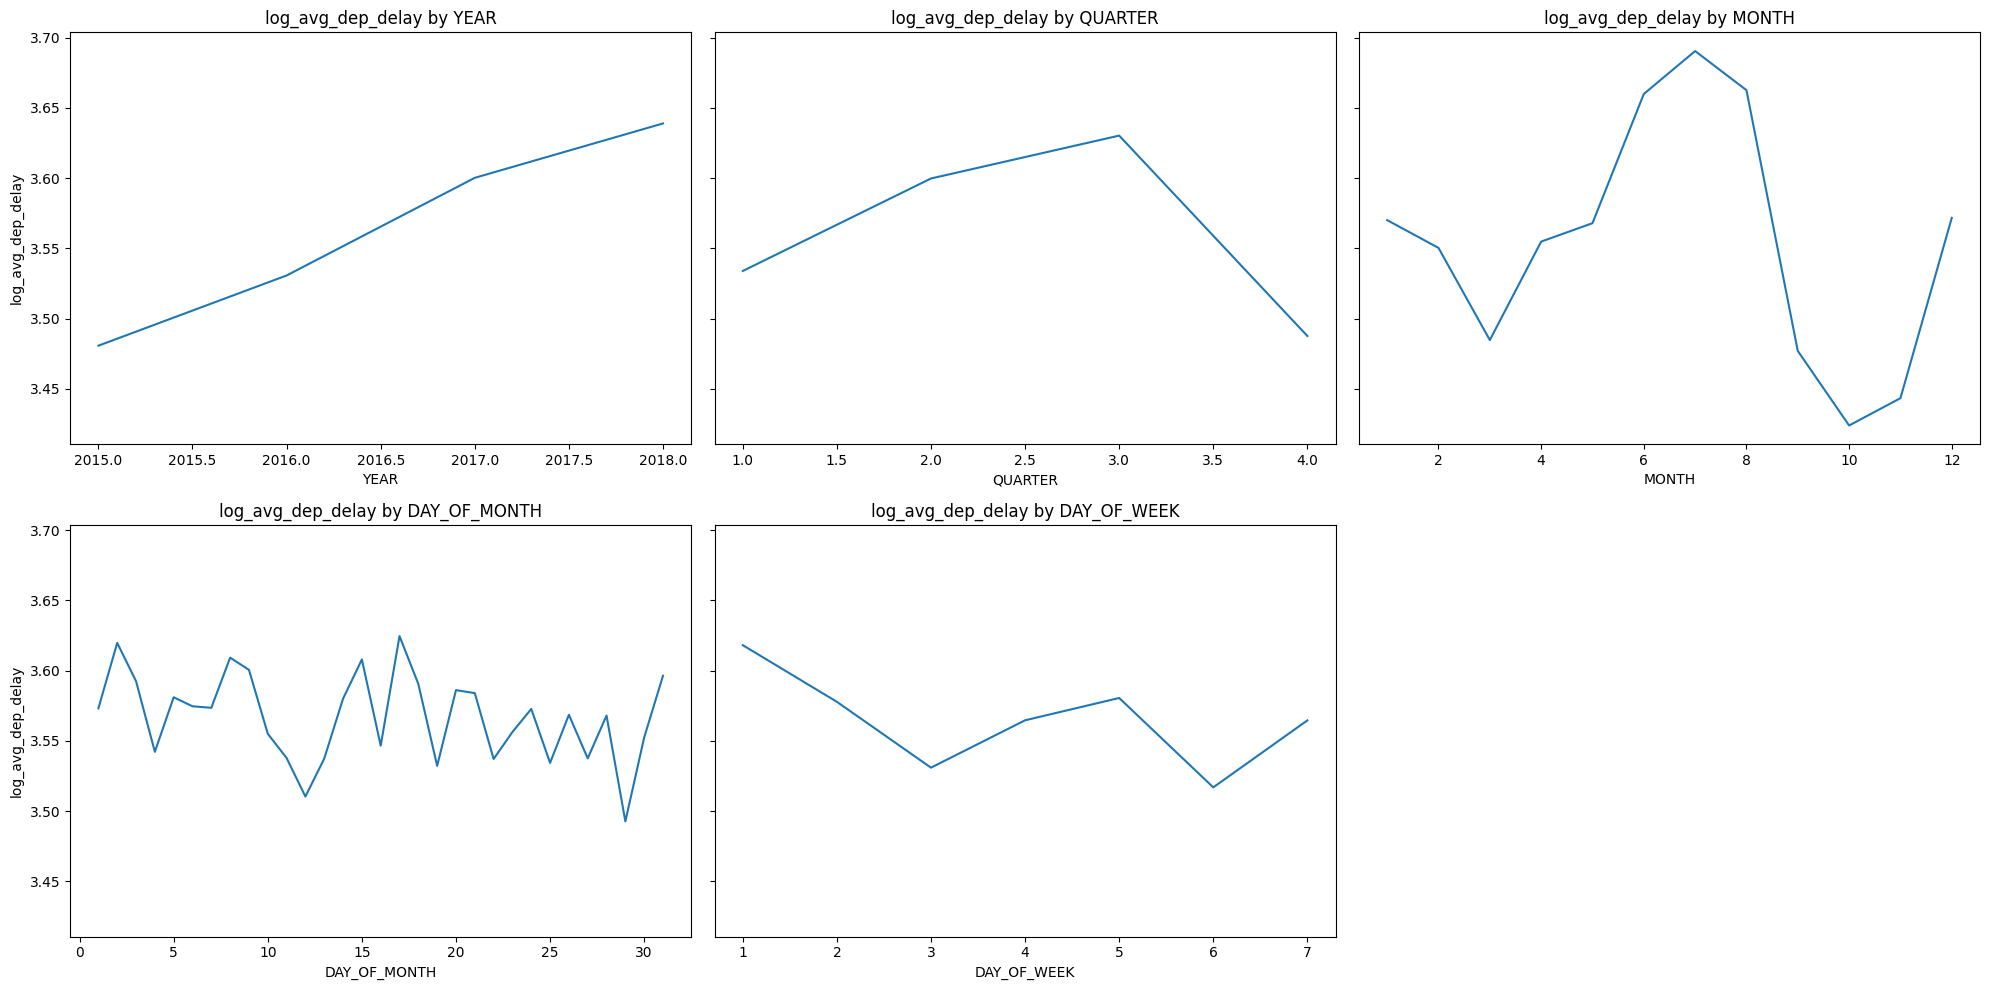 log_avg_dep_delay by YEAR
log_avg_dep_delay
3.70
3.65
3.60
3.55
3.50
3.45
2015.0 2015.5 2016.0 2016.5 2017.0 2017.5 2018.0
YEAR
log_avg_dep_delay by QUARTER
1.0 1.5 2.0 2.5 3.0 3.5 4.0
QUARTER
log_avg_dep_delay by MONTH
2 4 6 8 10 12
MONTH
log_avg_dep_delay by DAY_OF_MONTH
log_avg_dep_delay
3.70
3.65
3.60
3.55
3.50
3.45
0 5 10 15 20 25 30
DAY_OF_MONTH
log_avg_dep_delay by DAY_OF_WEEK
1 2 3 4 5 6 7
DAY_OF_WEEK